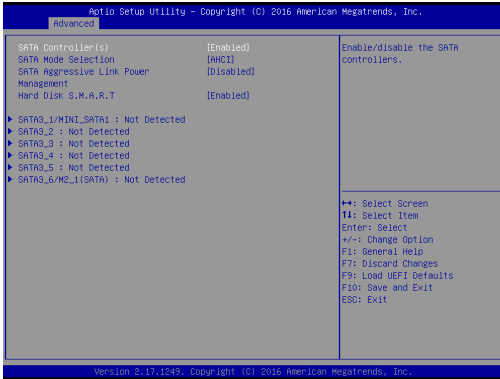 Aptio Setup Utility – Copyright (C) 2016 American Megatrends, Inc.
Advanced
SATA Controller(s) [Enabled]
SATA Mode Selection [AHCI]
SATA Aggressive Link Power [Disabled]
Management
Hard Disk S.M.A.R.T [Enabled]
SATA3_1/MINI_SATA1 : Not Detected
SATA3_2 : Not Detected
SATA3_3 : Not Detected
SATA3_4 : Not Detected
SATA3_5 : Not Detected
SATA3_6/M2_1(SATA) : Not Detected
Enable/disable the SATA
controllers.
↔: Select Screen
↑↓: Select Item
Enter: Select
+/-: Change Option
F1: General Help
F7: Discard Changes
F9: Load UEFI Defaults
F10: Save and Exit
ESC: Exit
Version 2.17.1249. Copyright (C) 2016 American Megatrends, Inc.